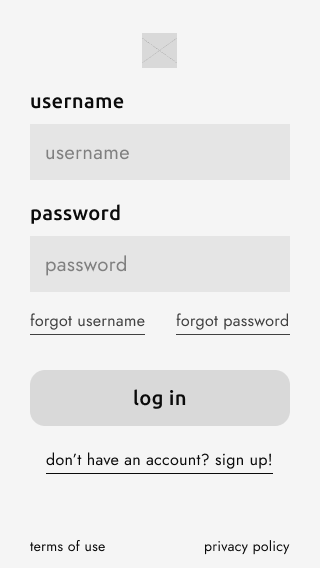 username
username
password
password
forgot username forgot password
log in
don't have an account? sign up!
terms of use privacy policy